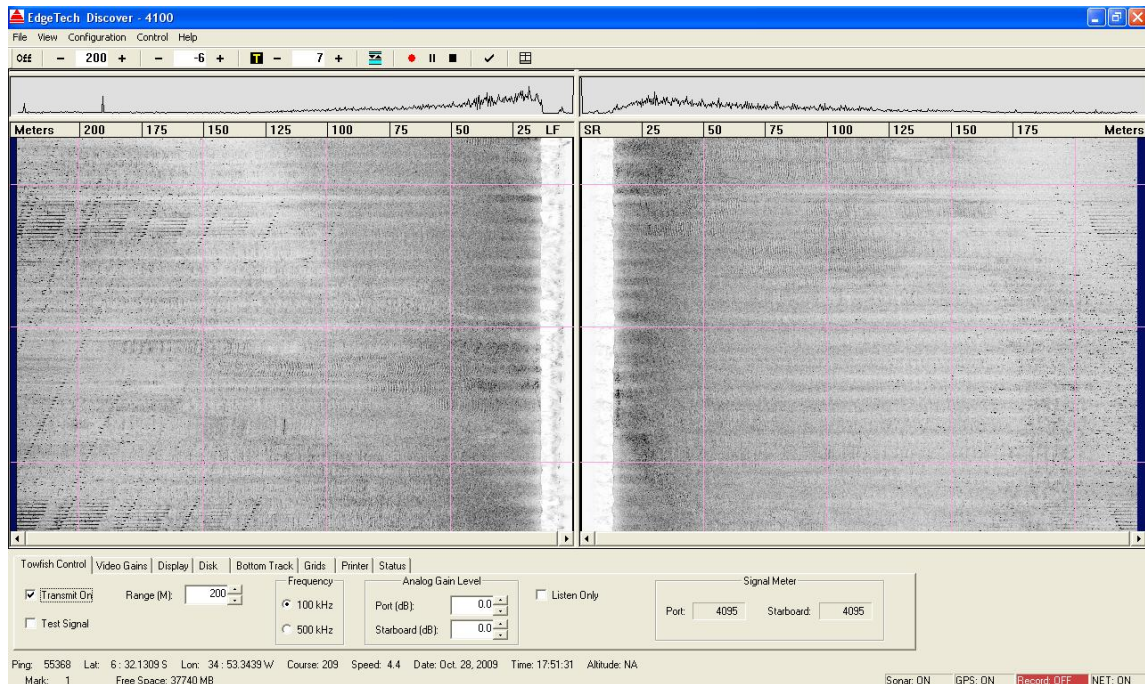 EdgeTech Discover - 4100
File View Configuration Control Help
Off - 200 + - -6 + T - 7 +
Meters 200 175 150 125 100 75 50 25 LF
SR 25 50 75 100 125 150 175 Meters
Towfish Control Video Gains Display Disk Bottom Track Grids Printer Status
Transmit On Range (M): 200
Test Signal
Frequency
100 kHz
500 kHz
Analog Gain Level
Port (dB): 0.0
Starboard (dB): 0.0
Listen Only
Signal Meter
Port: 4095 Starboard: 4095
Ping: 55368 Lat: 6 : 32.1309 S Lon: 34 : 53.3439 W Course: 209 Speed: 4.4 Date: Oct. 28, 2009 Time: 17:51:31 Altitude: NA
Mark: 1 Free Space: 37740 MB Sonar: ON GPS: ON Record: OFF NET: ON